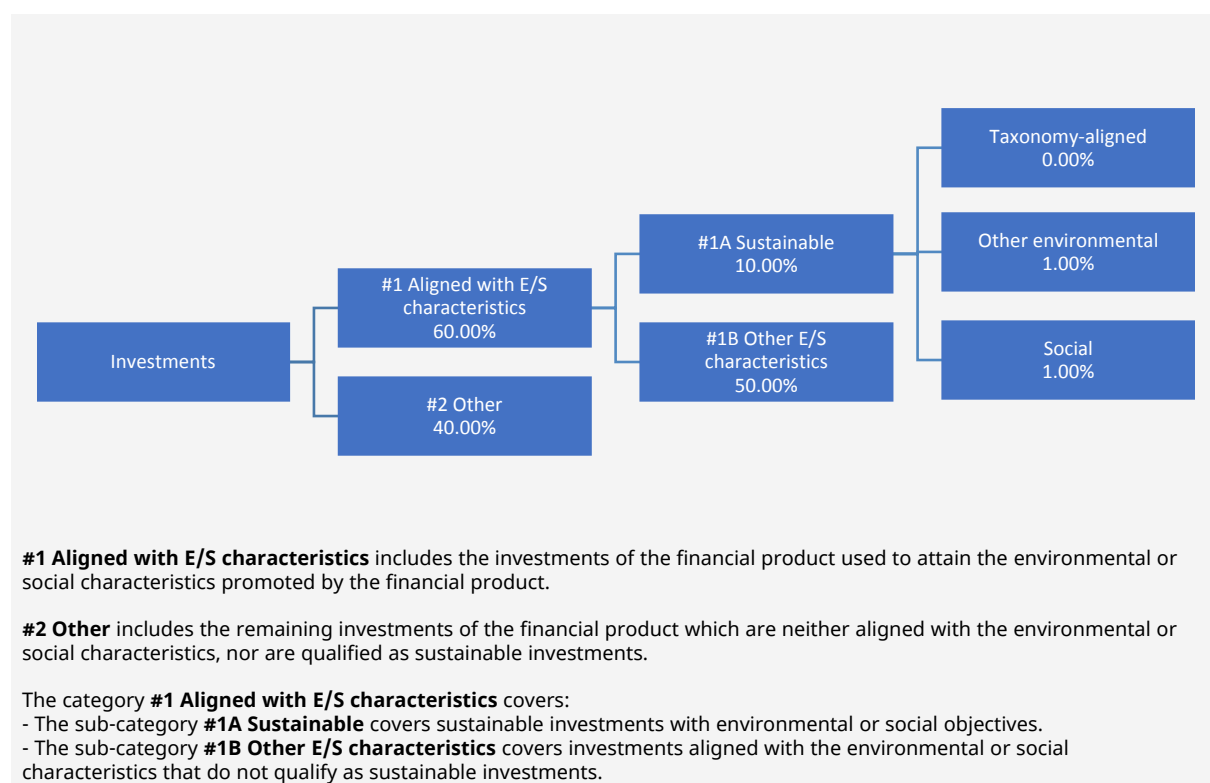 Investments
#1 Aligned with E/S
characteristics
60.00%
#2 Other
40.00%
#1A Sustainable
10.00%
#1B Other E/S
characteristics
50.00%
Taxonomy-aligned
0.00%
Other environmental
1.00%
Social
1.00%
#1 Aligned with E/S characteristics includes the investments of the financial product used to attain the environmental or
social characteristics promoted by the financial product.
#2 Other includes the remaining investments of the financial product which are neither aligned with the environmental or
social characteristics, nor are qualified as sustainable investments.
The category #1 Aligned with E/S characteristics covers:
- The sub-category #1A Sustainable covers sustainable investments with environmental or social objectives.
- The sub-category #1B Other E/S characteristics covers investments aligned with the environmental or social
characteristics that do not qualify as sustainable investments.